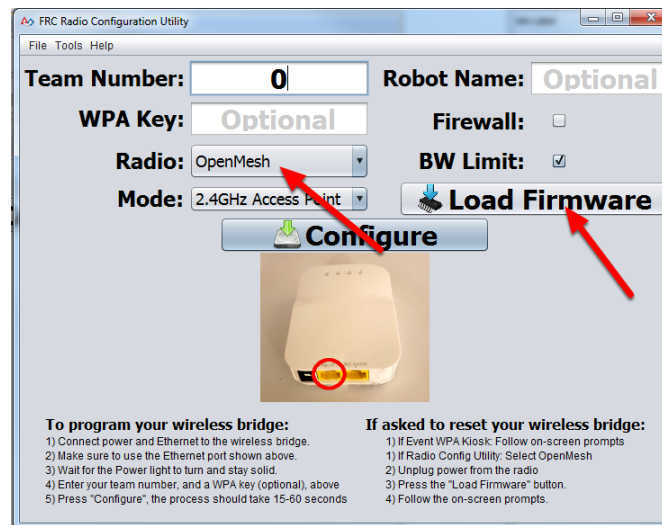 FRC Radio Configuration Utility
File Tools Help
Team Number: 0
Robot Name: Optional
WPA Key: Optional
Firewall:
Radio: OpenMesh
BW Limit:
Mode: 2.4GHz Access Point
Load Firmware
Configure
To program your wireless bridge:
1) Connect power and Ethernet to the wireless bridge.
2) Make sure to use the Ethernet port shown above.
3) Wait for the Power light to turn and stay solid.
4) Enter your team number, and a WPA key (optional), above
5) Press "Configure", the process should take 15-60 seconds
If asked to reset your wireless bridge:
1) If Event WPA Kiosk: Follow on-screen prompts
1) If Radio Config Utility: Select OpenMesh
2) Unplug power from the radio
3) Press the "Load Firmware" button.
4) Follow the on-screen prompts.